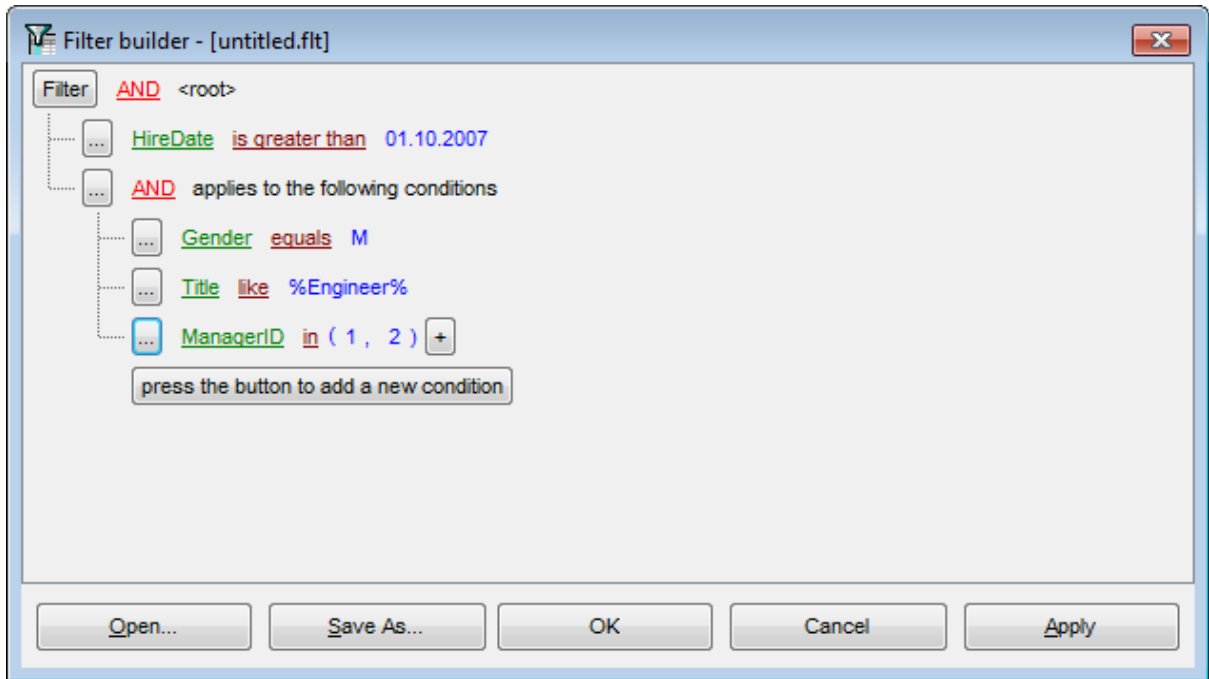 Filter builder - [untitled.flt]
Filter AND <root>
... HireDate is greater than 01.10.2007
... AND applies to the following conditions
... Gender equals M
... Title like %Engineer%
... ManagerID in ( 1 , 2 ) +
press the button to add a new condition
Open... Save As... OK Cancel Apply